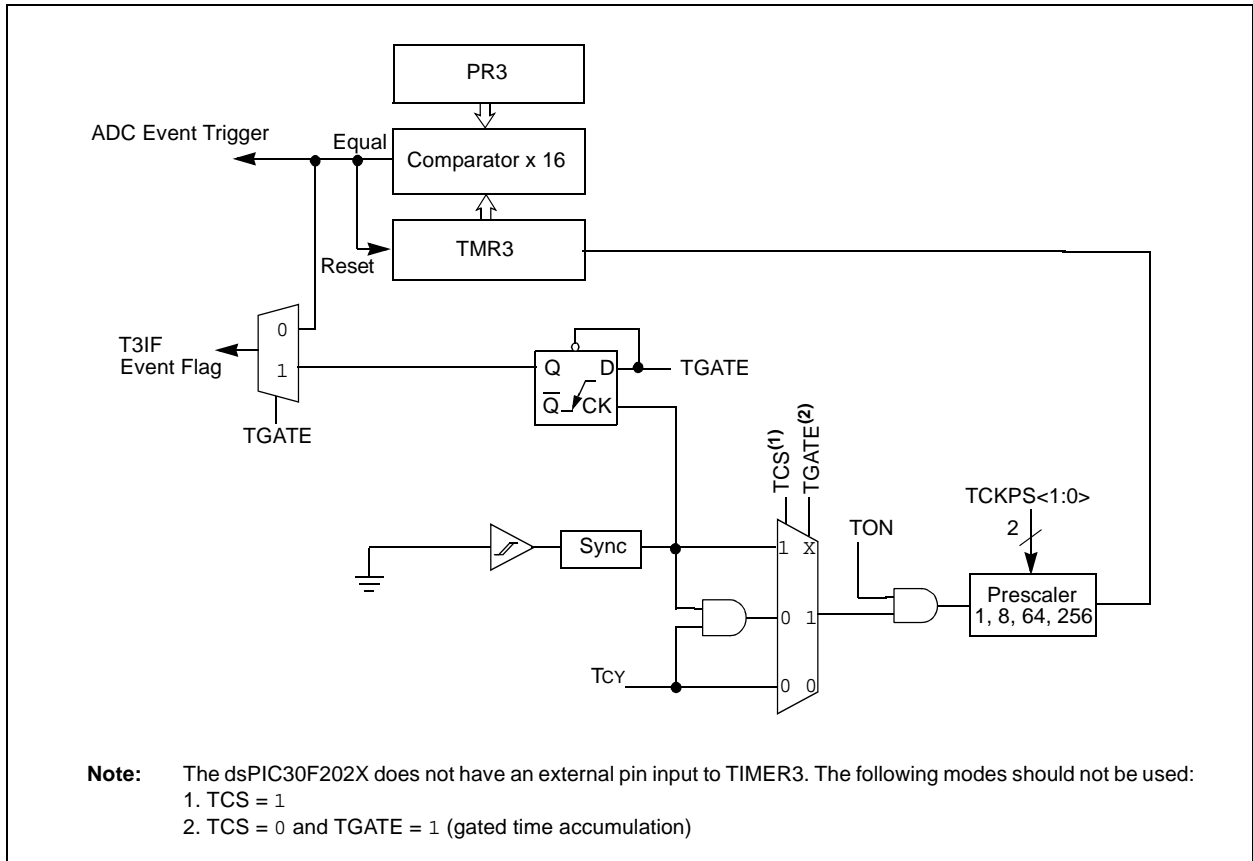 PR3
ADC Event Trigger
Equal
Comparator x 16
TMR3
Reset
0
T3IF
Event Flag
1
Q D
TGATE
Q̅ CK
TGATE
TCS(1)
TGATE(2)
TCKPS<1:0>
2
TON
Sync
1 X
Prescaler
1, 8, 64, 256
0 1
TCY
0 0
Note: The dsPIC30F202X does not have an external pin input to TIMER3. The following modes should not be used:
1. TCS = 1
2. TCS = 0 and TGATE = 1 (gated time accumulation)